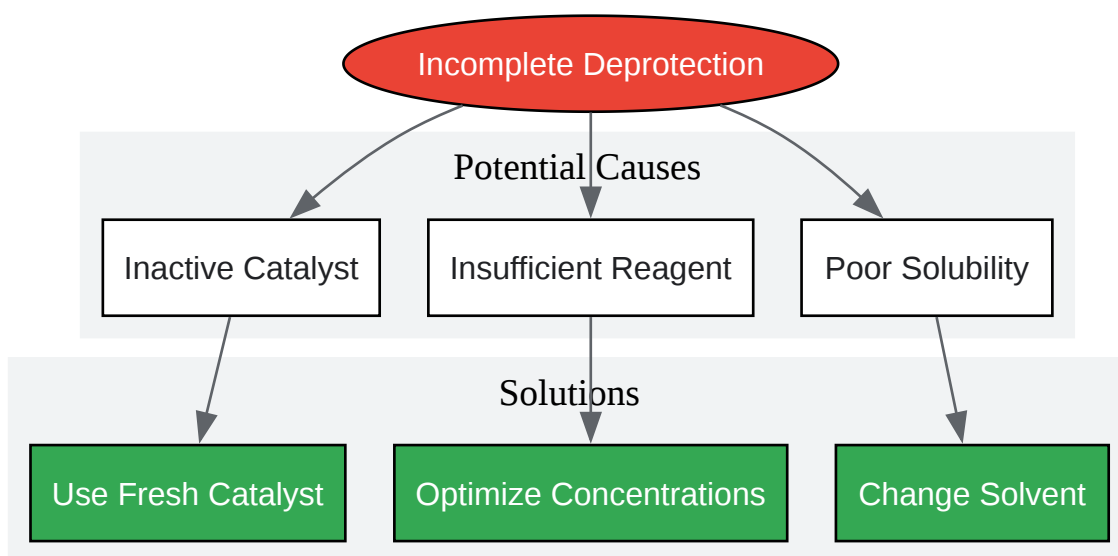 Incomplete Deprotection
Potential Causes
Inactive Catalyst
Insufficient Reagent
Poor Solubility
Solutions
Use Fresh Catalyst
Optimize Concentrations
Change Solvent